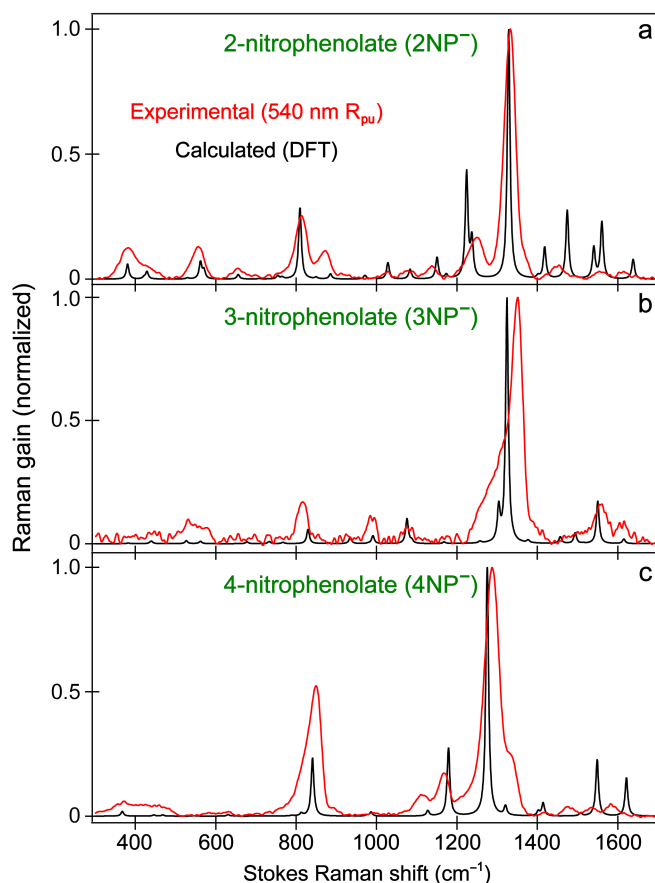 a
2-nitrophenolate (2NP⁻)
Experimental (540 nm Rₚᵤ)
Calculated (DFT)
1.0
0.5
0
b
3-nitrophenolate (3NP⁻)
1.0
0.5
0
c
4-nitrophenolate (4NP⁻)
1.0
0.5
0
Raman gain (normalized)
400 600 800 1000 1200 1400 1600
Stokes Raman shift (cm⁻¹)